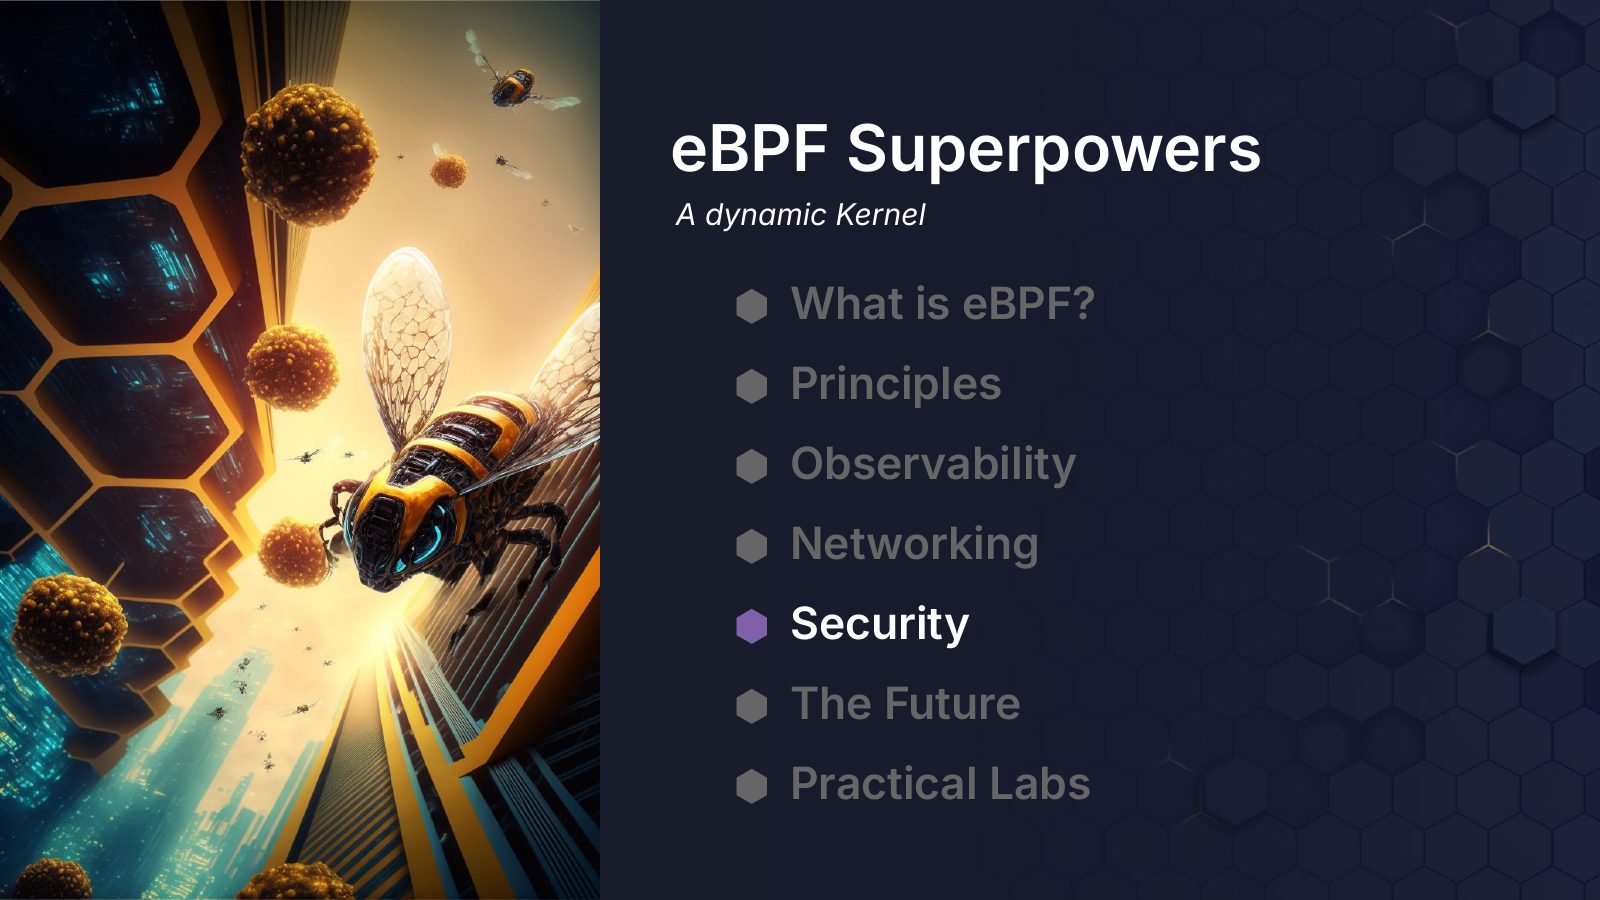 eBPF Superpowers
A dynamic Kernel
What is eBPF?
Principles
Observability
Networking
Security
The Future
Practical Labs